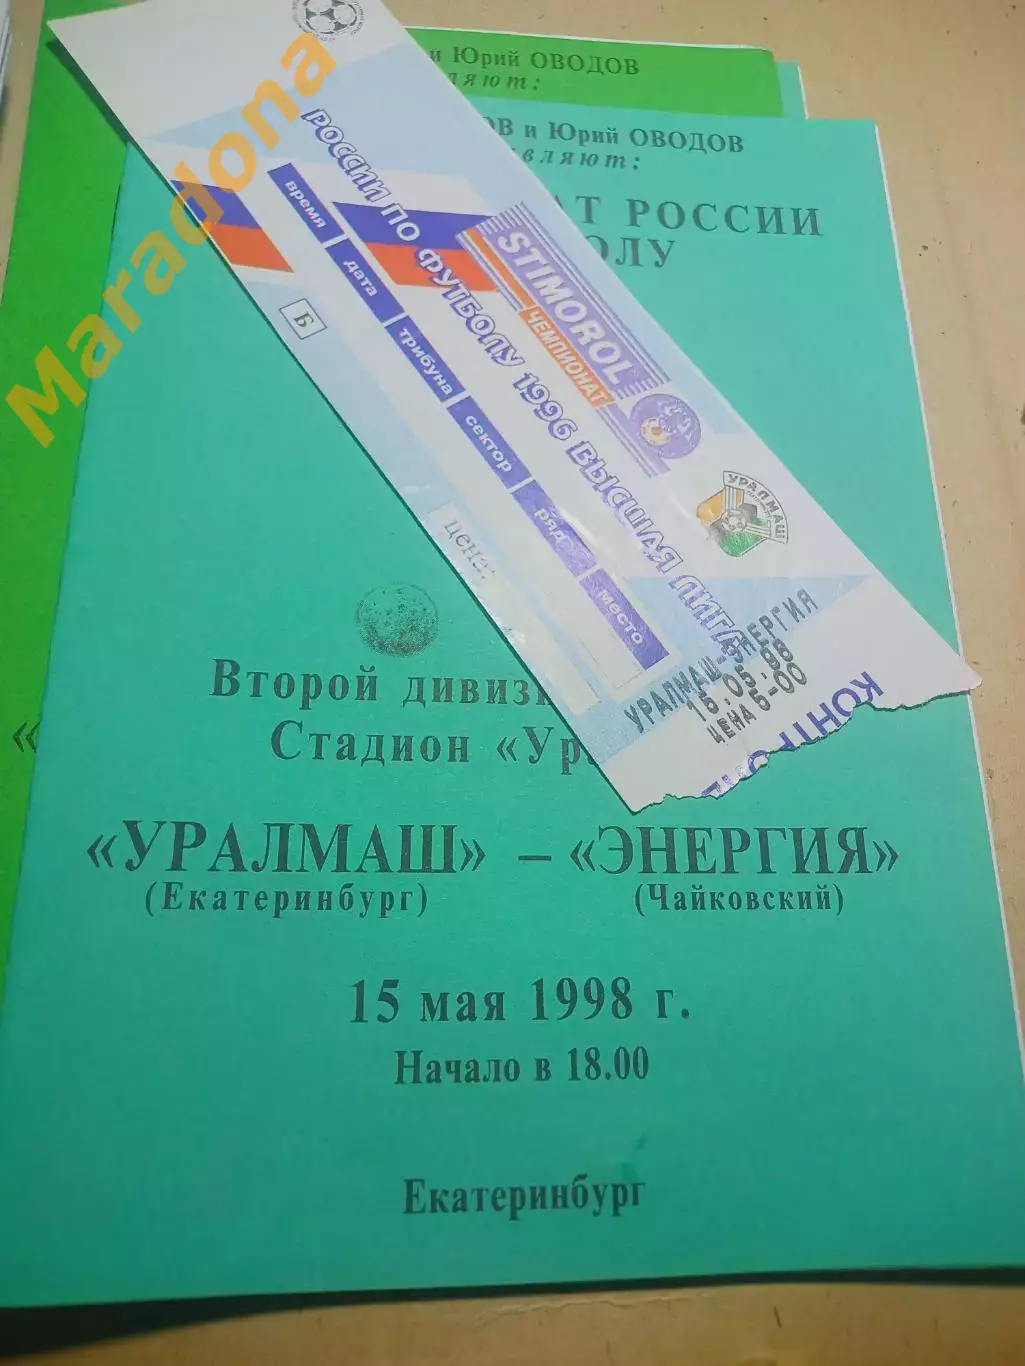 и Юрий ОВОДОВ
ляют:
ОВ и Юрий ОВОДОВ
вляют:
АТ РОССИИ
ОЛУ
Maradona
STIMOROL
ЧЕМПИОНАТ
РОССИИ ПО ФУТБОЛУ 1996 ВЫСШАЯ ЛИГА
время
дата
трибуна
сектор
ряд
место
Б
цена:
УРАЛМАШ
УРАЛМАШ-ЭНЕРГИЯ
15.05.98
ЦЕНА 5-00
КОНТРОЛЬ
Второй дивизи
Стадион «Ура
«УРАЛМАШ» – «ЭНЕРГИЯ»
(Екатеринбург) (Чайковский)
15 мая 1998 г.
Начало в 18.00
Екатеринбург